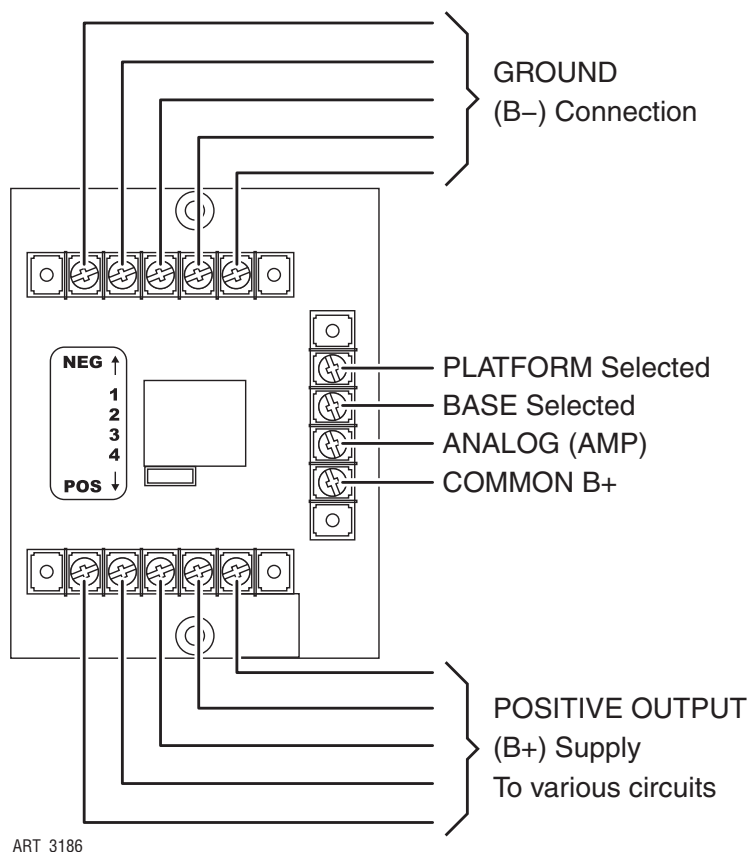 GROUND
(B–) Connection
NEG ↑
1
2
3
4
POS ↓
PLATFORM Selected
BASE Selected
ANALOG (AMP)
COMMON B+
POSITIVE OUTPUT
(B+) Supply
To various circuits
ART 3186